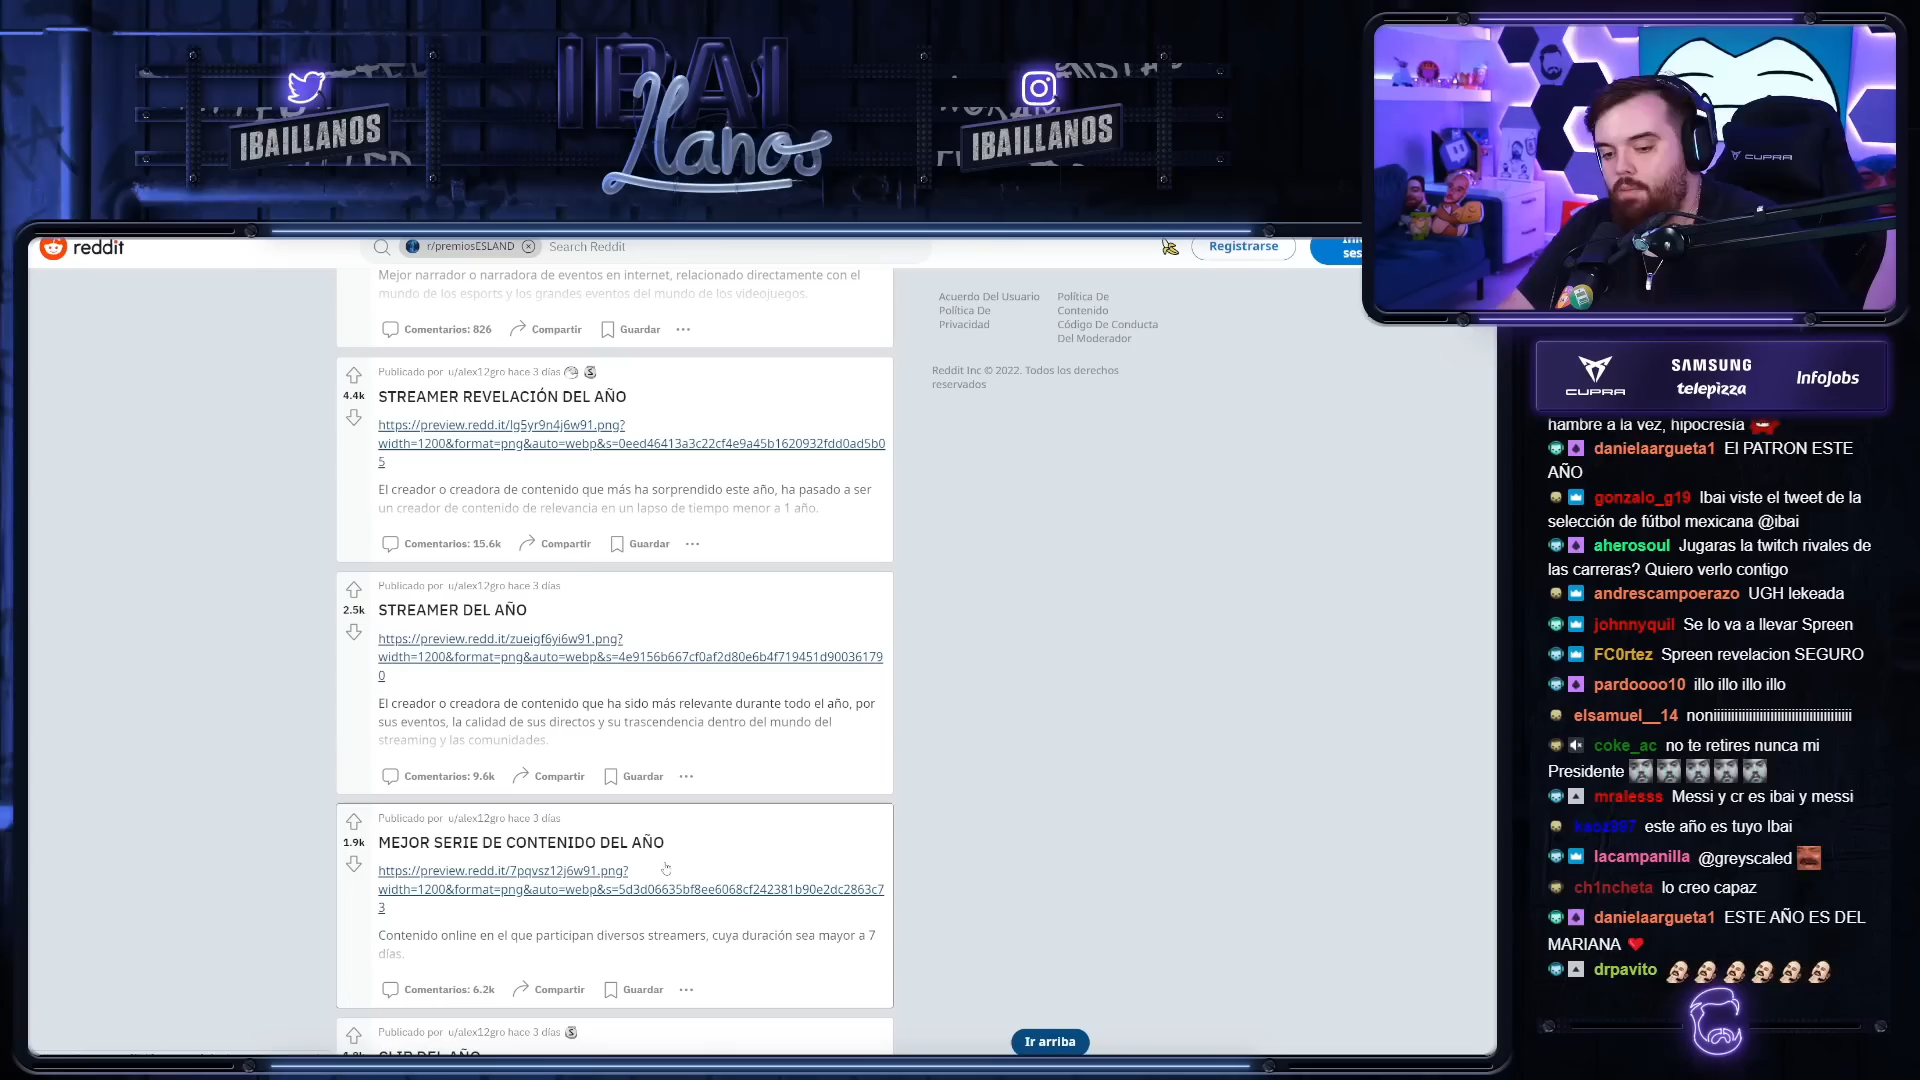 IBAI
Llanos
IBAILLANOS
IBAILLANOS
CUPRA
reddit
r/premiosESLAND
Search Reddit
Registrarse
Mejor narrador o narradora de eventos en internet, relacionado directamente con el
mundo de los esports y los grandes eventos del mundo de los videojuegos.
Comentarios: 826 Compartir Guardar
Publicado por u/alex12gro hace 3 días
4.4k
STREAMER REVELACIÓN DEL AÑO
https://preview.redd.it/lg5yr9n4j6w91.png?
width=1200&format=png&auto=webp&s=0eed46413a3c22cf4e9a45b1620932fdd0ad5b0
5
El creador o creadora de contenido que más ha sorprendido este año, ha pasado a ser
un creador de contenido de relevancia en un lapso de tiempo menor a 1 año.
Comentarios: 15.6k Compartir Guardar
Publicado por u/alex12gro hace 3 días
2.5k
STREAMER DEL AÑO
https://preview.redd.it/zueigf6yi6w91.png?
width=1200&format=png&auto=webp&s=4e9156b667cf0af2d80e6b4f719451d90036179
0
El creador o creadora de contenido que ha sido más relevante durante todo el año, por
sus eventos, la calidad de sus directos y su trascendencia dentro del mundo del
streaming y las comunidades.
Comentarios: 9.6k Compartir Guardar
Publicado por u/alex12gro hace 3 días
1.9k
MEJOR SERIE DE CONTENIDO DEL AÑO
https://preview.redd.it/7pqvsz12j6w91.png?
width=1200&format=png&auto=webp&s=5d3d06635bf8ee6068cf242381b90e2dc2863c7
3
Contenido online en el que participan diversos streamers, cuya duración sea mayor a 7
días.
Comentarios: 6.2k Compartir Guardar
Publicado por u/alex12gro hace 3 días
CLIP DEL AÑO
Acuerdo Del Usuario
Política De
Privacidad
Política De
Contenido
Código De Conducta
Del Moderador
Reddit Inc © 2022. Todos los derechos
reservados
Ir arriba
CUPRA
SAMSUNG
telepizza
InfoJobs
hambre a la vez, hipocresía
danielaargueta1 El PATRON ESTE
AÑO
gonzalo_g19 Ibai viste el tweet de la
selección de fútbol mexicana @ibai
aherosoul Jugaras la twitch rivales de
las carreras? Quiero verlo contigo
andrescampoerazo UGH lekeada
johnnyquil Se lo va a llevar Spreen
FC0rtez Spreen revelacion SEGURO
pardoooo10 illo illo illo illo
elsamuel__14 noniiiiiiiiiiiiiiiiiiiiiiiiiiiiiiiiiii
coke_ac no te retires nunca mi
Presidente
mralesss Messi y cr es ibai y messi
este año es tuyo Ibai
lacampanilla @greyscaled
ch1ncheta lo creo capaz
danielaargueta1 ESTE AÑO ES DEL
MARIANA
drpavito